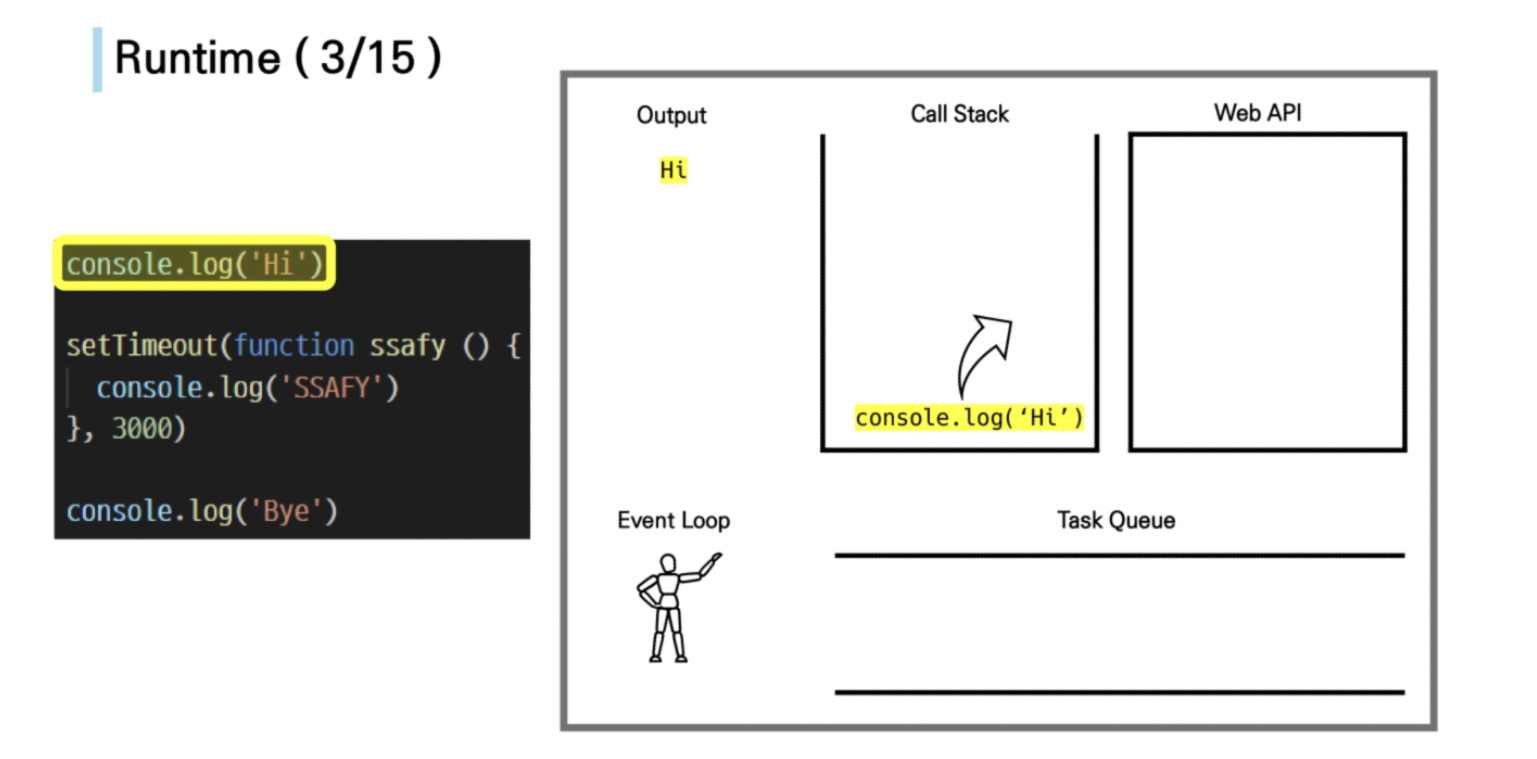 Runtime ( 3/15 )
console.log('Hi')
setTimeout(function ssafy () {
console.log('SSAFY')
}, 3000)
console.log('Bye')
Output
Hi
Call Stack
console.log(‘Hi’)
Web API
Event Loop
Task Queue